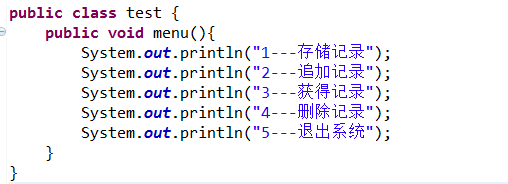 public class test {
public void menu(){
System.out.println("1---存储记录");
System.out.println("2---追加记录");
System.out.println("3---获得记录");
System.out.println("4---删除记录");
System.out.println("5---退出系统");
}
}